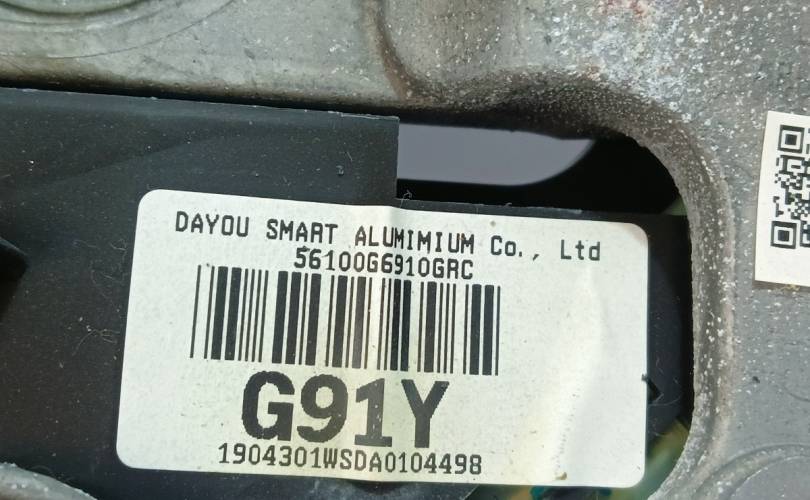 DAYOU SMART ALUMIMIUM Co., Ltd
56100G6910GRC
G91Y
1904301WSDA0104498